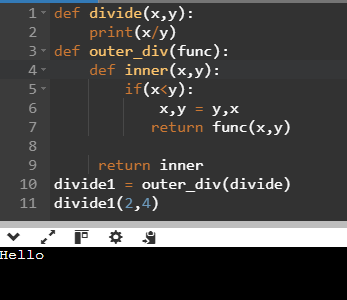 1 def divide(x,y):
2     print(x/y)
3 def outer_div(func):
4     def inner(x,y):
5         if(x<y):
6             x,y = y,x
7            return func(x,y)
8
9     return inner
10 divide1 = outer_div(divide)
11 divide1(2,4)
Hello